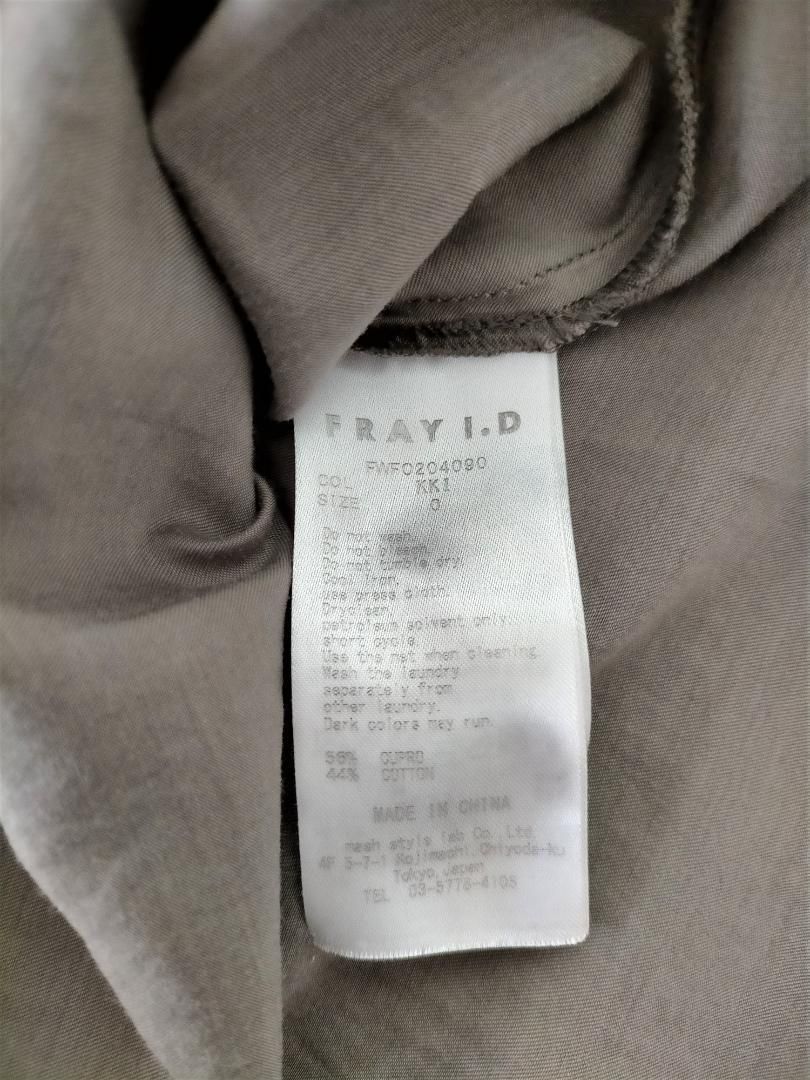 FRAY I.D
FWF0204090
COL KK1
SIZE 0
Do not wash.
Do not bleach.
Do not tumble dry.
Cool Iron.
use press cloth.
Dryclean
petroleum solvent only.
short cycle.
Use the net when cleaning.
Wash the laundry
separately from
other laundry.
Dark colors may run.
56% CUPRO
44% COTTON
MADE IN CHINA
mash style lab Co.,Ltd.
4F 5-7-1 Kojimachi,Chiyoda-ku
Tokyo,Japan
TEL 03-5778-4105